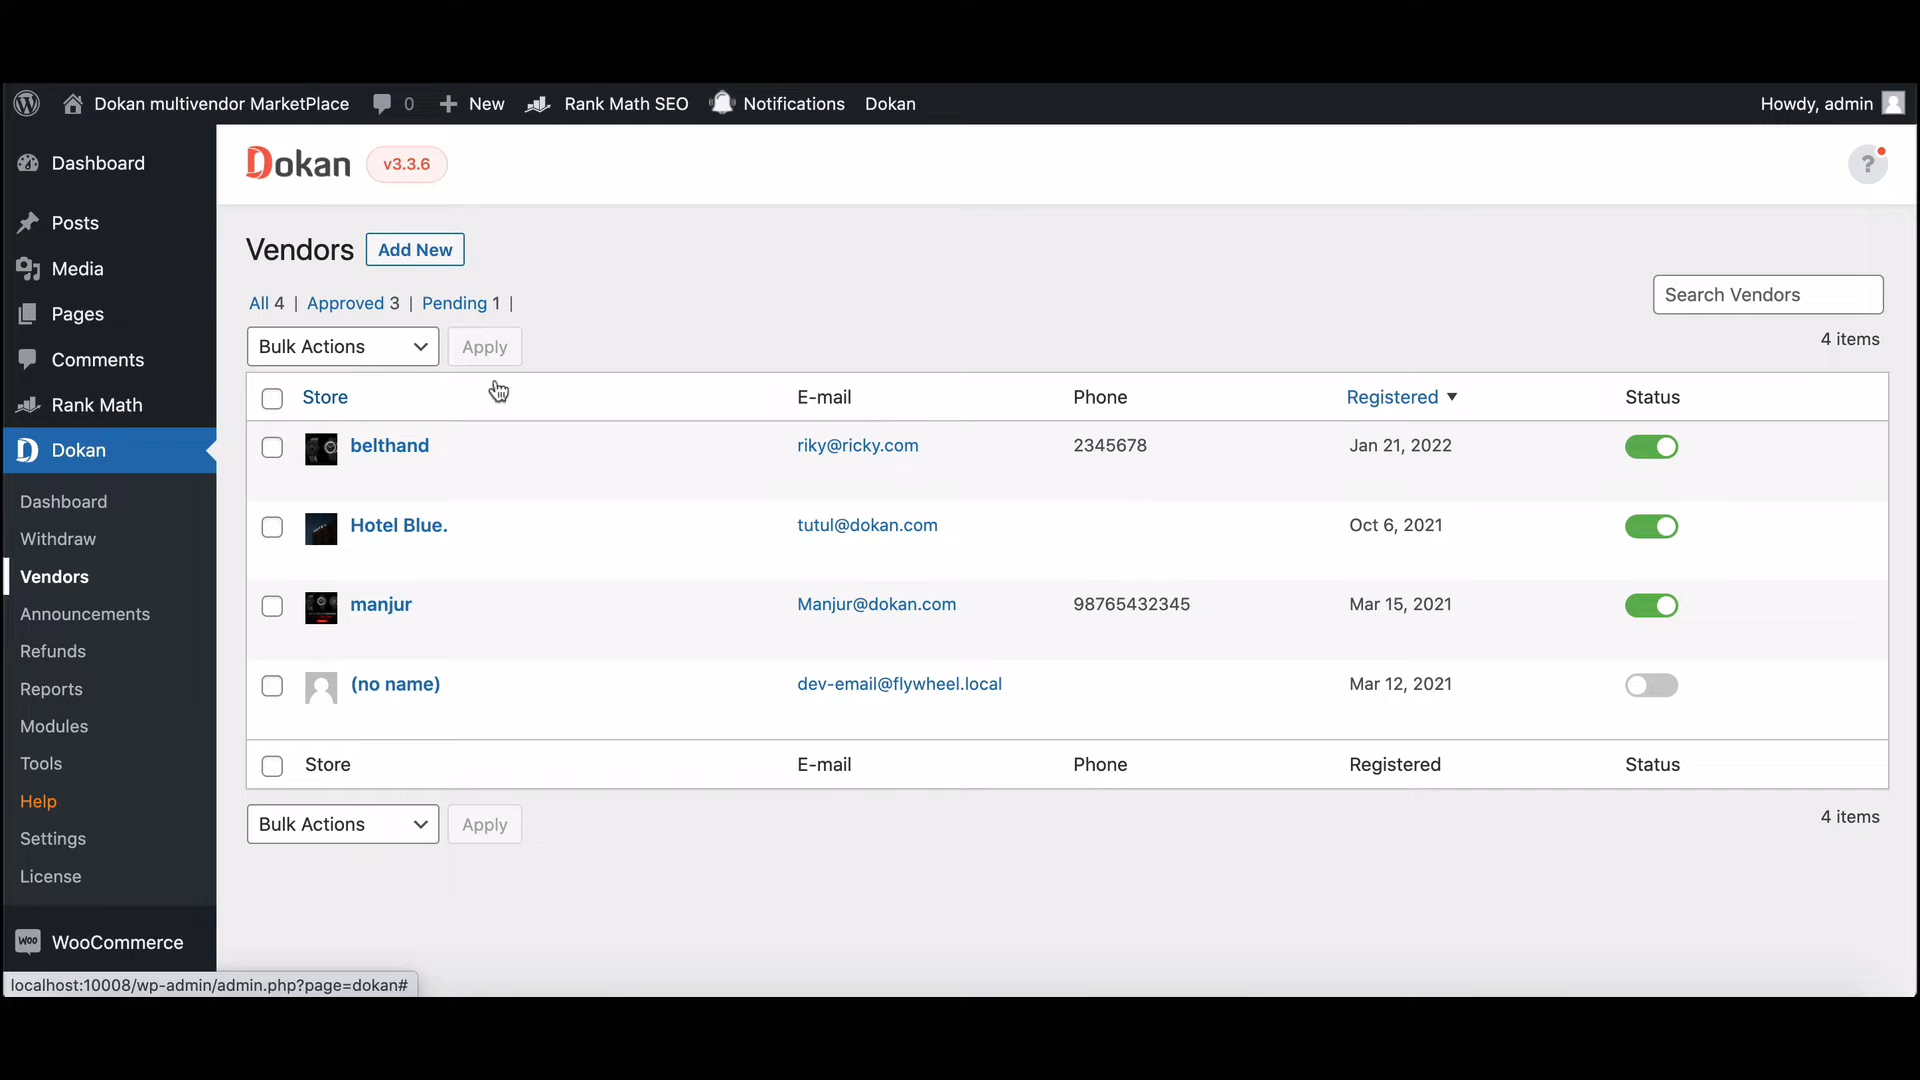 Dokan multivendor MarketPlace 0 New Rank Math SEO Notifications Dokan Howdy, admin
Dashboard
Posts
Media
Pages
Comments
Rank Math
Dokan
Dashboard
Withdraw
Vendors
Announcements
Refunds
Reports
Modules
Tools
Help
Settings
License
Woo WooCommerce
localhost:10008/wp-admin/admin.php?page=dokan#
Dokan v3.3.6 ?
Vendors Add New
All 4 | Approved 3 | Pending 1 |
Search Vendors
Bulk Actions Apply 4 items
Store E-mail Phone Registered ▼ Status
belthand riky@ricky.com 2345678 Jan 21, 2022
Hotel Blue. tutul@dokan.com Oct 6, 2021
manjur Manjur@dokan.com 98765432345 Mar 15, 2021
(no name) dev-email@flywheel.local Mar 12, 2021
Store E-mail Phone Registered Status
Bulk Actions Apply 4 items